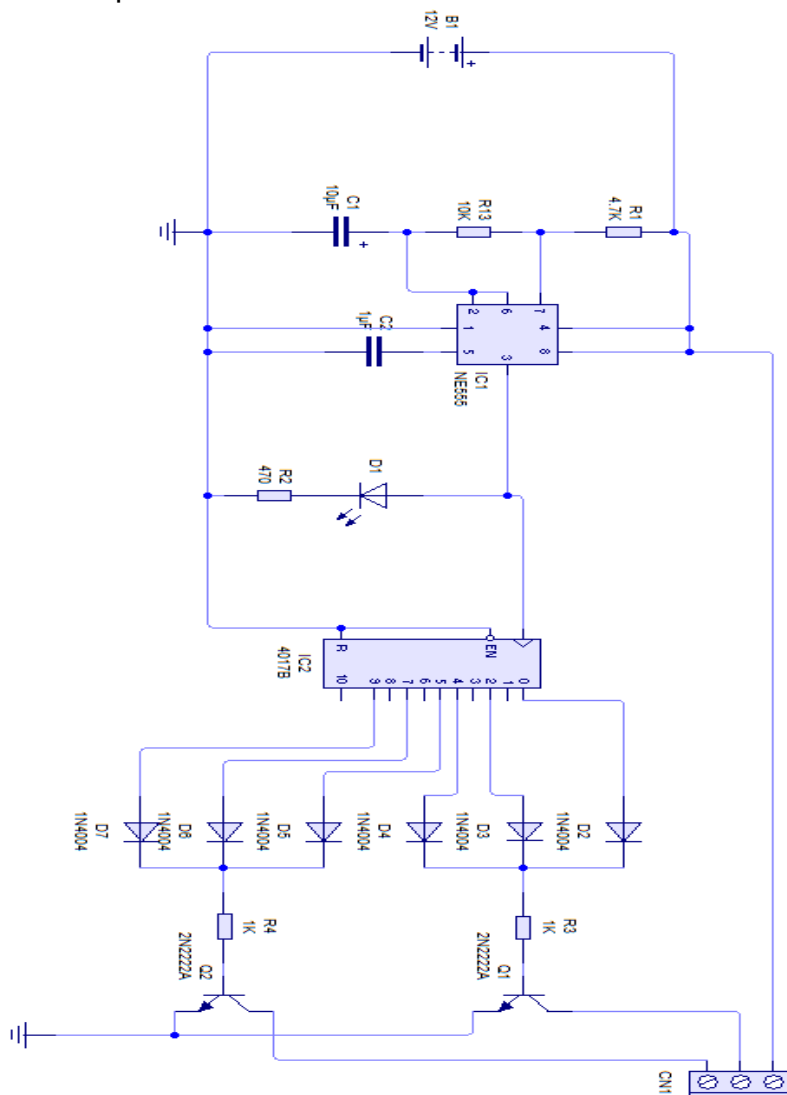 B1
12V
+
C1
10µF
+
R13
10K
R1
4.7K
2
6
7
1
4
5
3
8
C2
1µF
IC1
NE555
D1
R2
470
R
EN
IC2
4017B
10
9
8
7
6
5
4
3
2
1
0
D7
1N4004
D6
1N4004
D5
1N4004
D4
1N4004
D3
1N4004
D2
1N4004
R4
1K
R3
1K
Q2
2N2222A
Q1
2N2222A
CN1